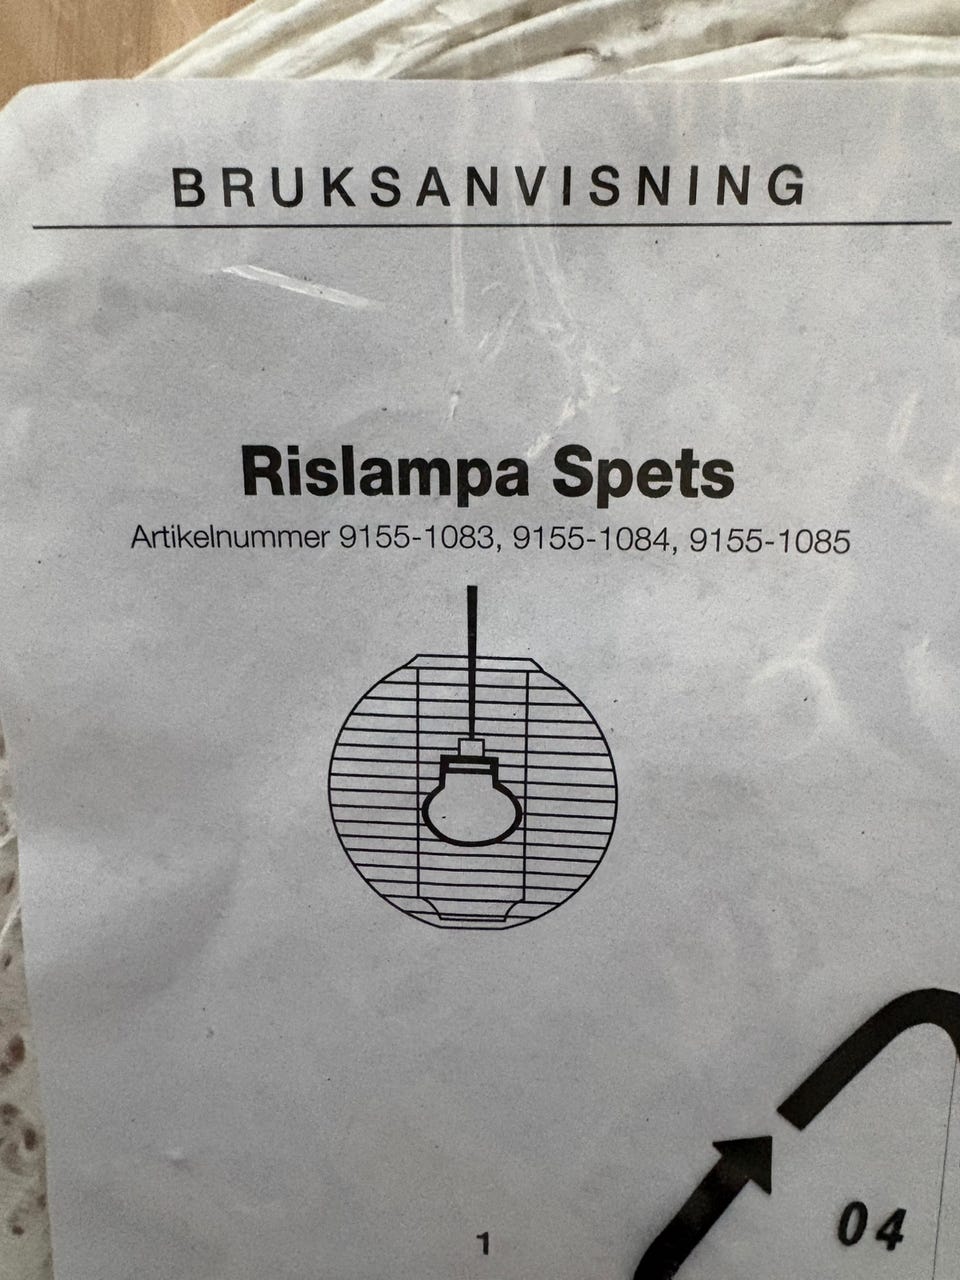 BRUKSANVISNING
Rislampa Spets
Artikelnummer 9155-1083, 9155-1084, 9155-1085
04
1